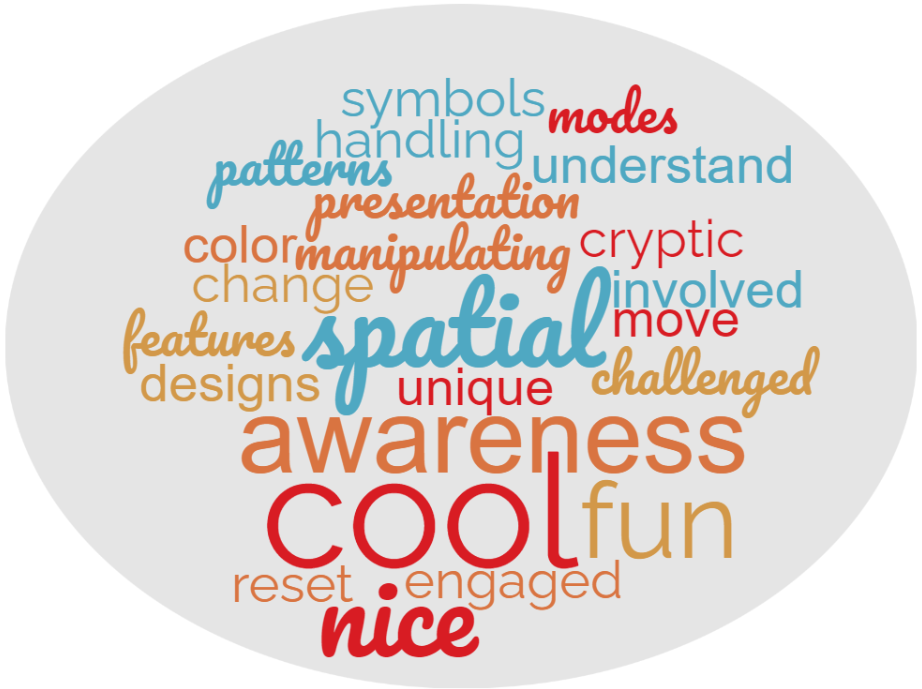 symbols
modes
handling
patterns
understand
presentation
color
manipulating
cryptic
change
spatial
involved
move
features
designs
unique
challenged
awareness
cool
fun
reset
engaged
nice